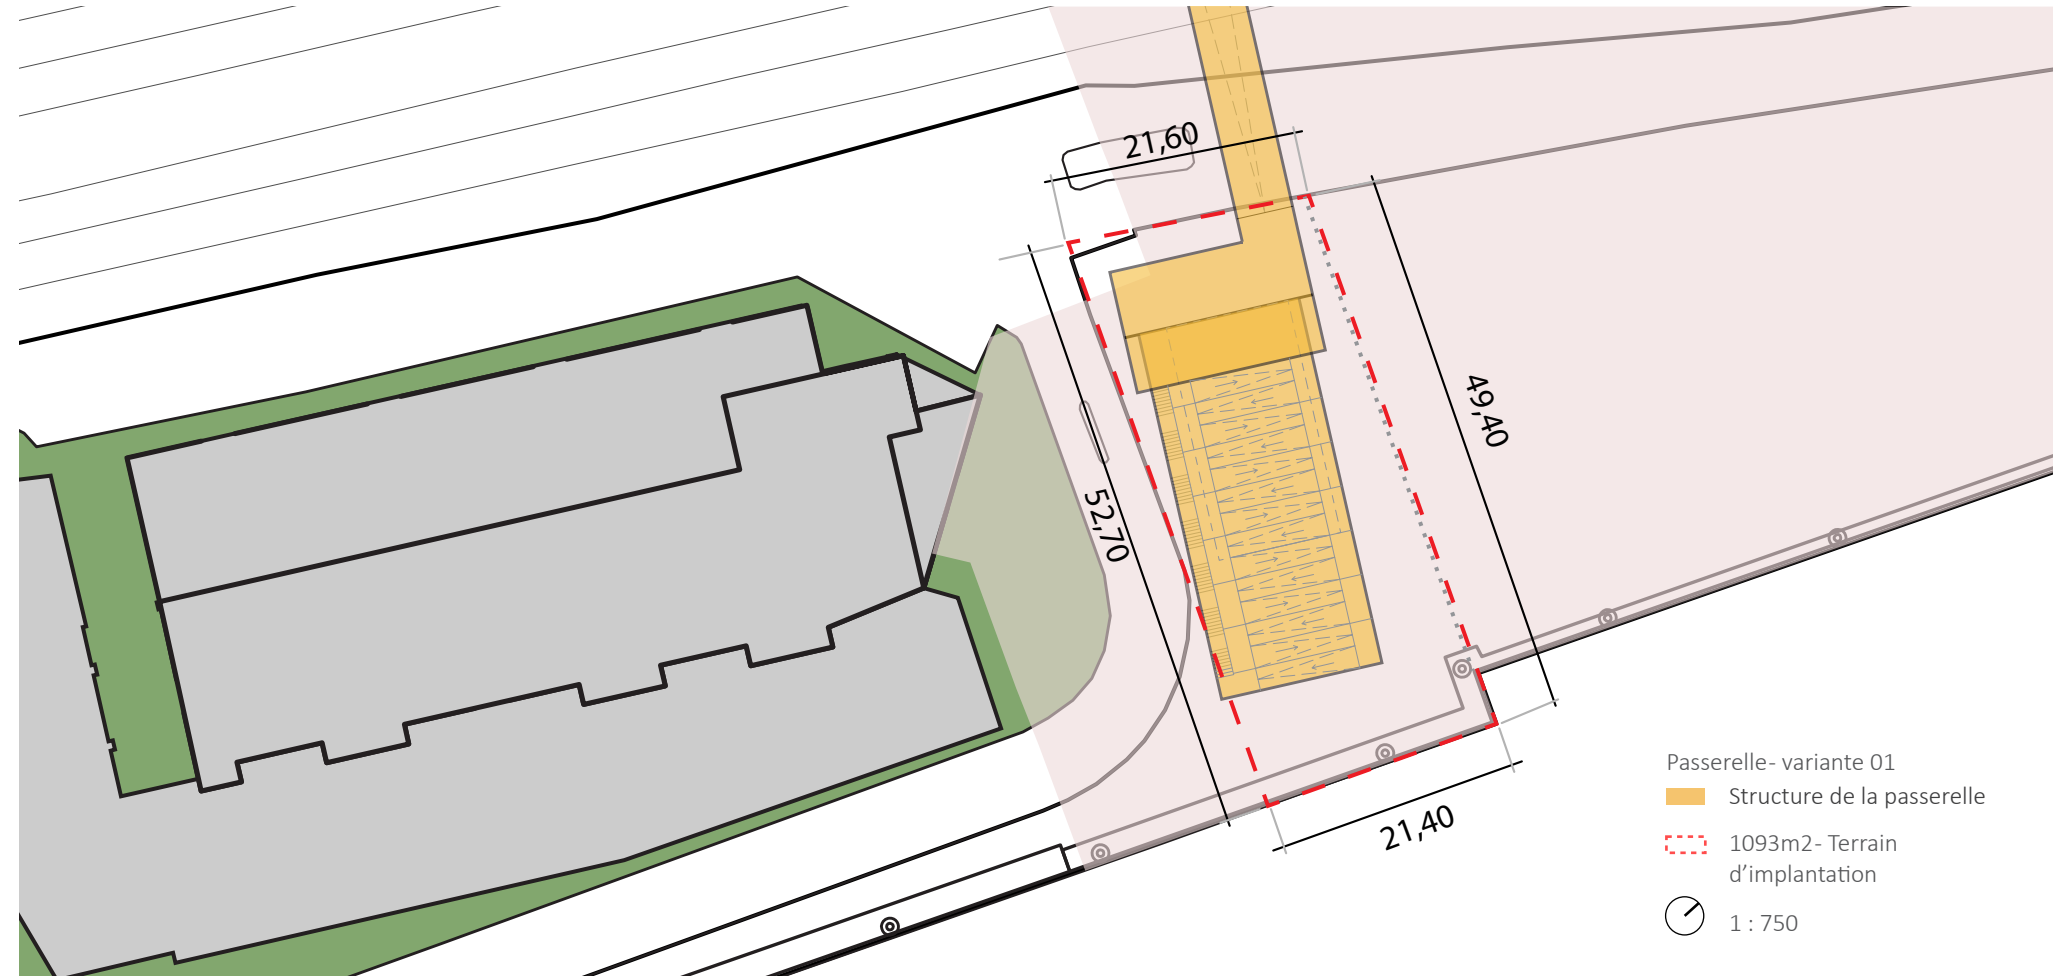 21,60
49,40
52,70
21,40
Passerelle- variante 01
Structure de la passerelle
1093m2- Terrain
d’implantation
1 : 750